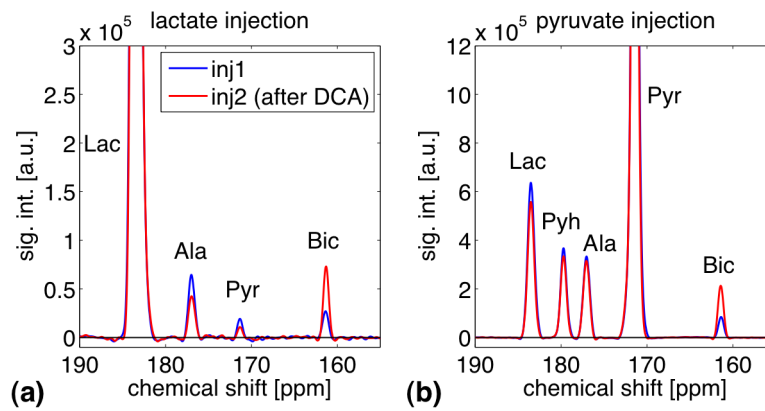 lactate injection
x 10^5
3
2.5
2
1.5
1
0.5
0
sig. int. [a.u.]
inj1
inj2 (after DCA)
Lac
Ala
Pyr
Bic
190 180 170 160
chemical shift [ppm]
(a)
pyruvate injection
x 10^5
12
10
8
6
4
2
0
sig. int. [a.u.]
Pyr
Lac
Pyh
Ala
Bic
190 180 170 160
chemical shift [ppm]
(b)